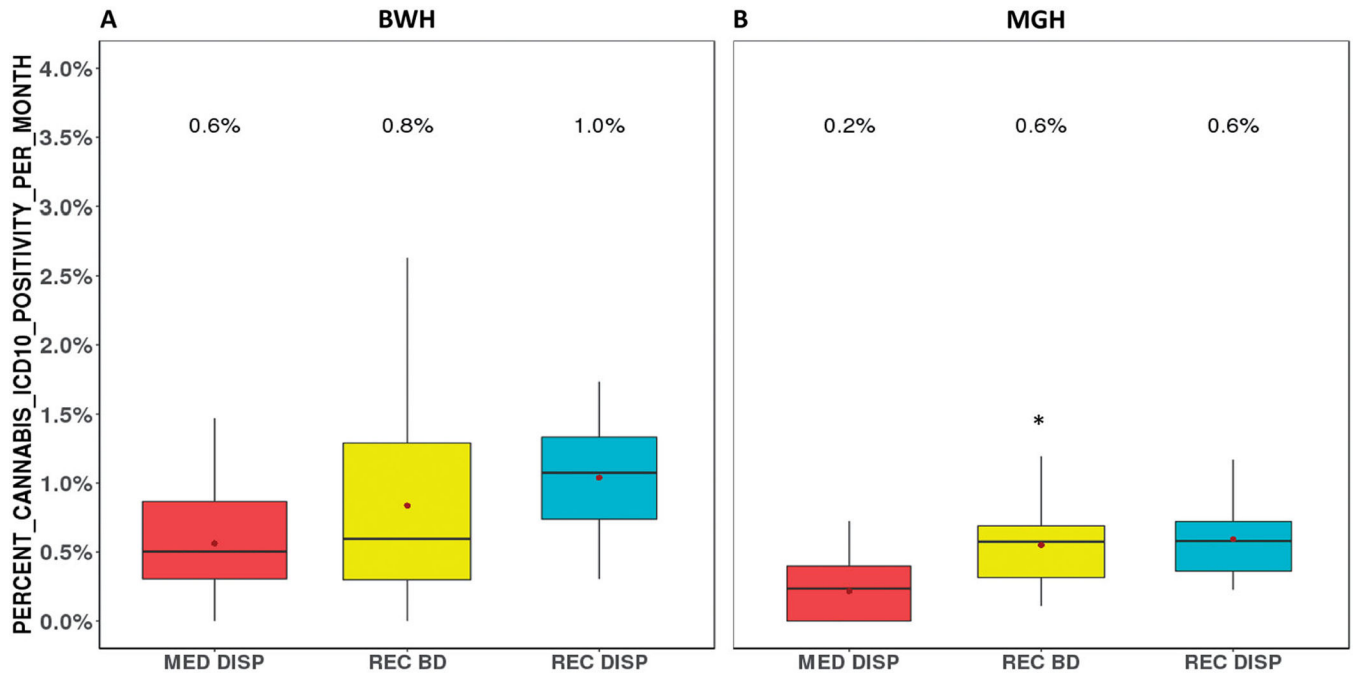 A BWH
B MGH
PERCENT_CANNABIS_ICD10_POSITIVITY_PER_MONTH
4.0%
3.5%
3.0%
2.5%
2.0%
1.5%
1.0%
0.5%
0.0%
0.6% 0.8% 1.0%
0.2% 0.6% 0.6%
*
MED DISP REC BD REC DISP
MED DISP REC BD REC DISP